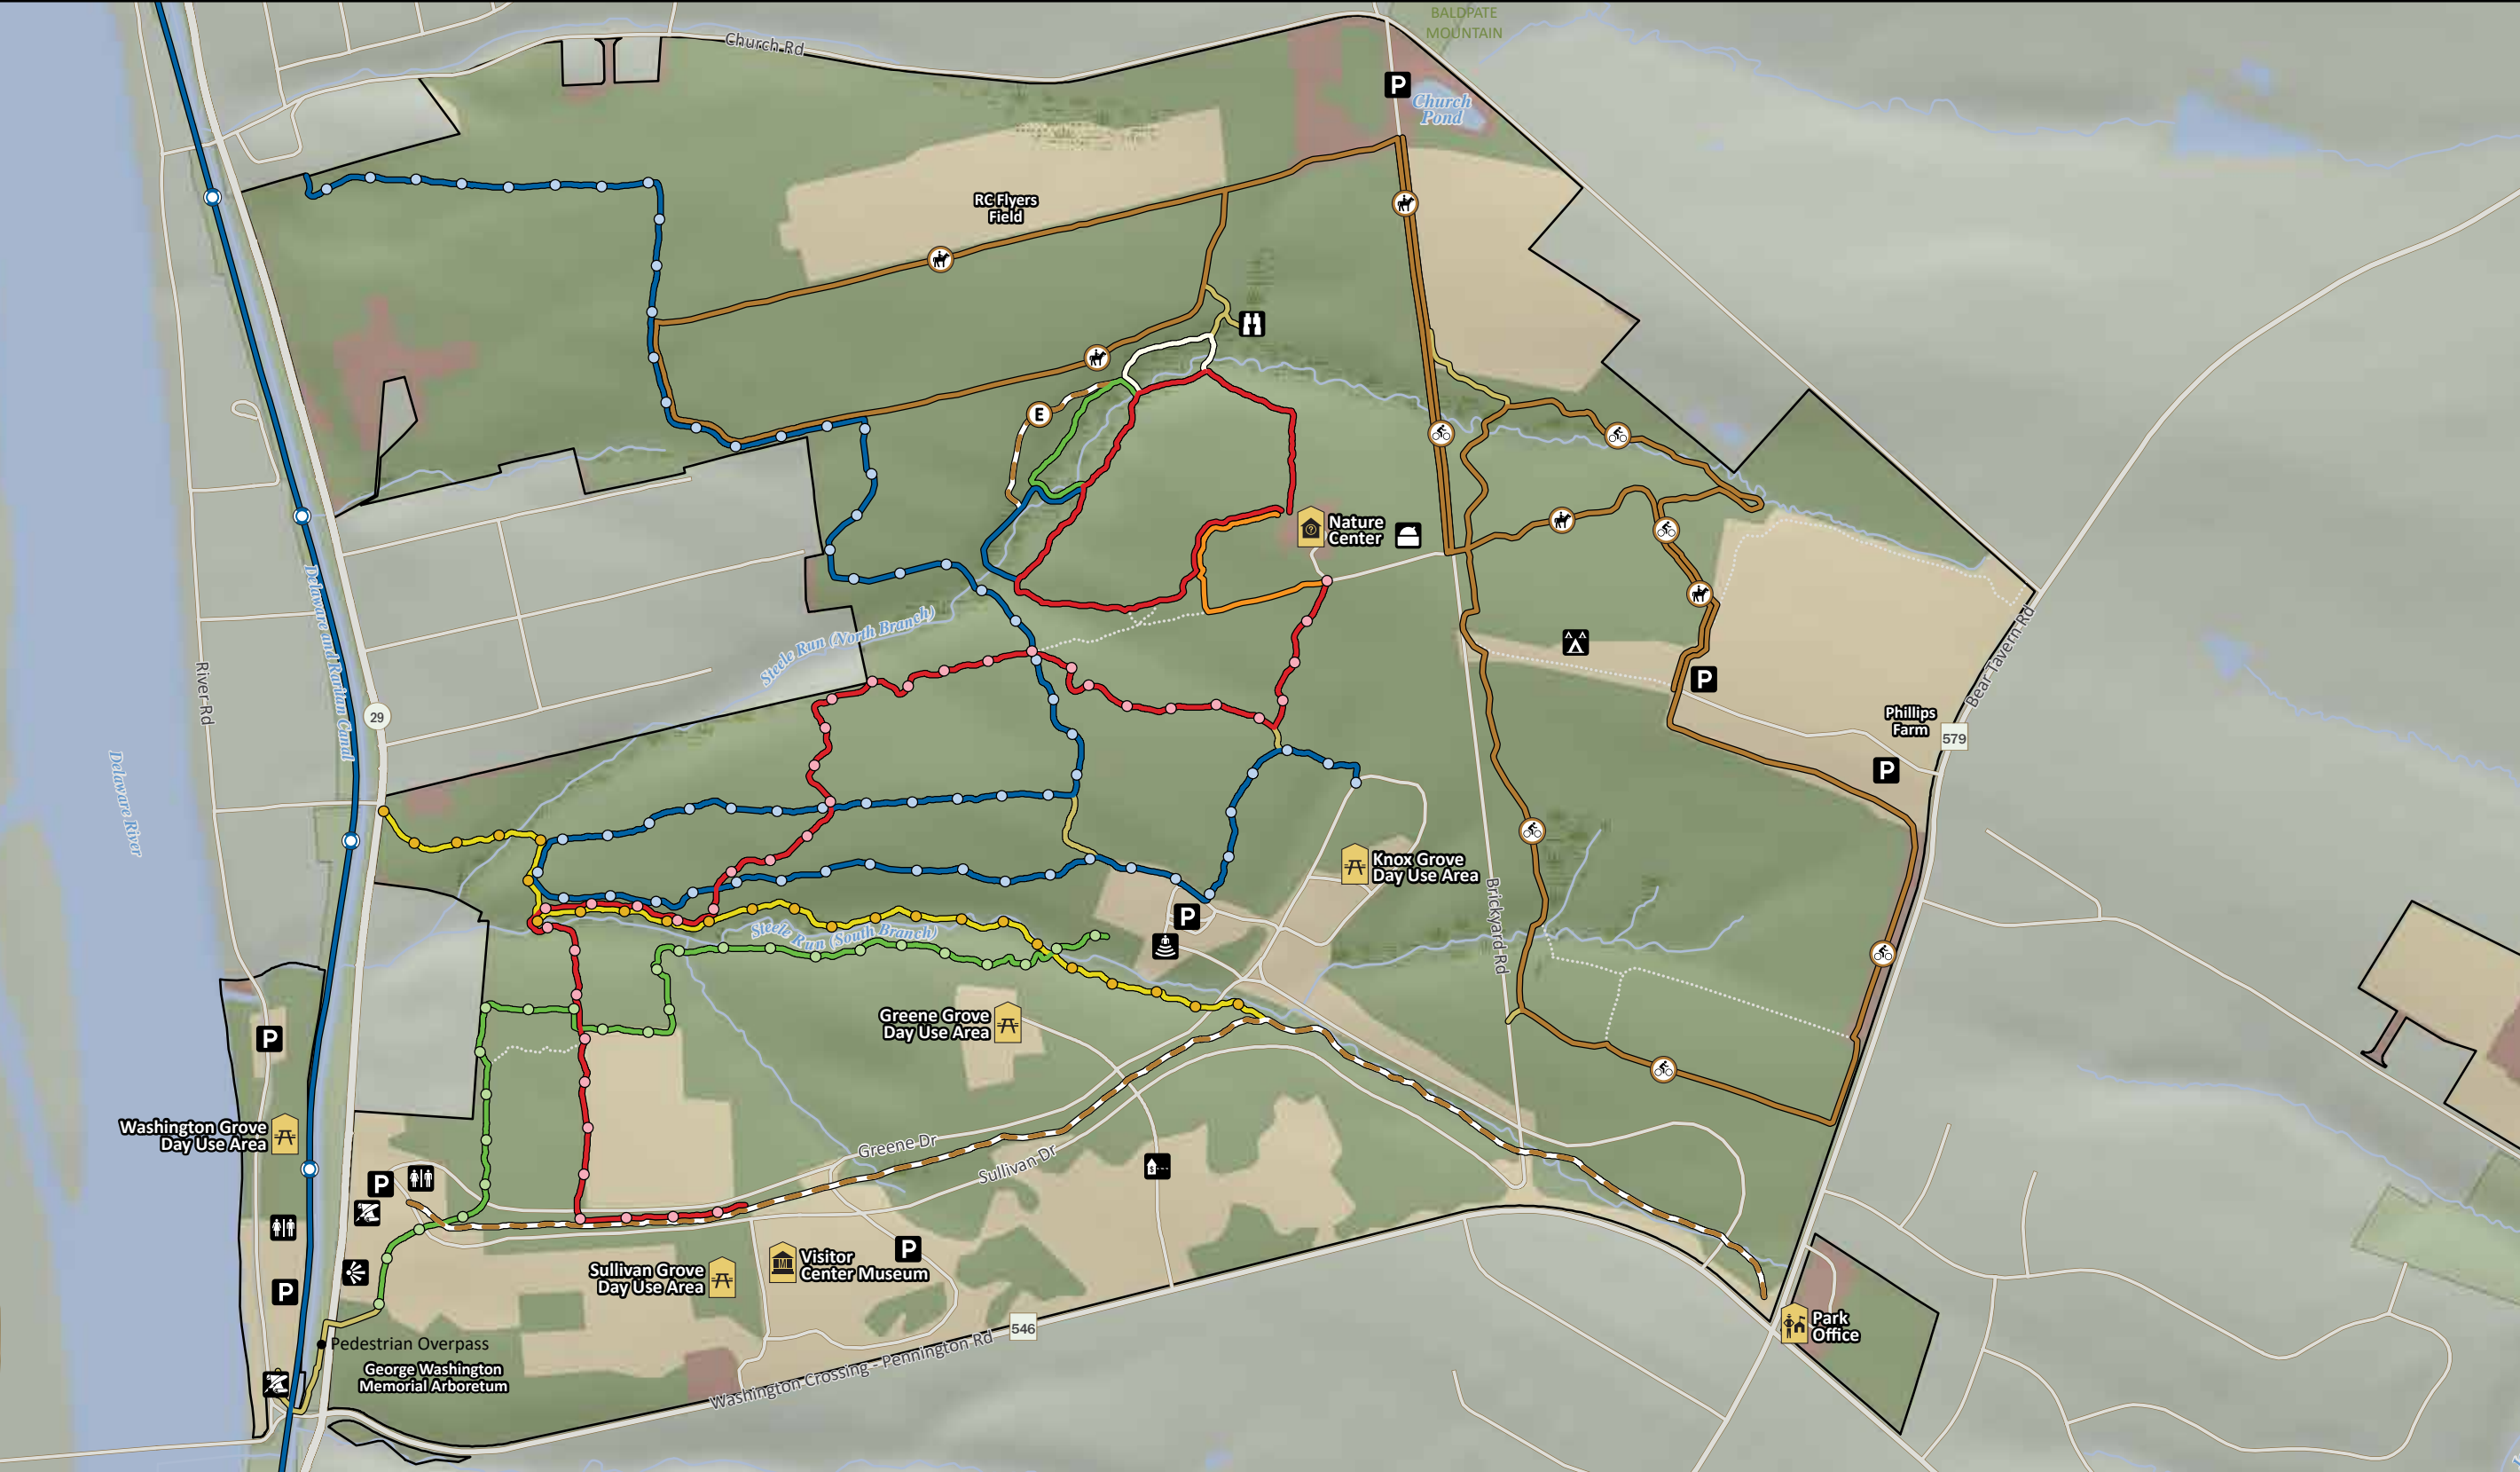 BALDPATE
MOUNTAIN
Church Rd
P
Church
Pond
RC Flyers
Field
E
Nature
Center
Delaware and Raritan Canal
Steele Run (North Branch)
River Rd
29
P
Bear Tavern Rd
Phillips
Farm
579
Delaware River
P
Knox Grove
Day Use Area
Brickyard Rd
P
Steele Run (South Branch)
Greene Grove
Day Use Area
P
Washington Grove
Day Use Area
Greene Dr
Sullivan Dr
P
P
Visitor
Center Museum
Sullivan Grove
Day Use Area
P
546
Park
Office
Pedestrian Overpass
George Washington
Memorial Arboretum
Washington Crossing - Pennington Rd